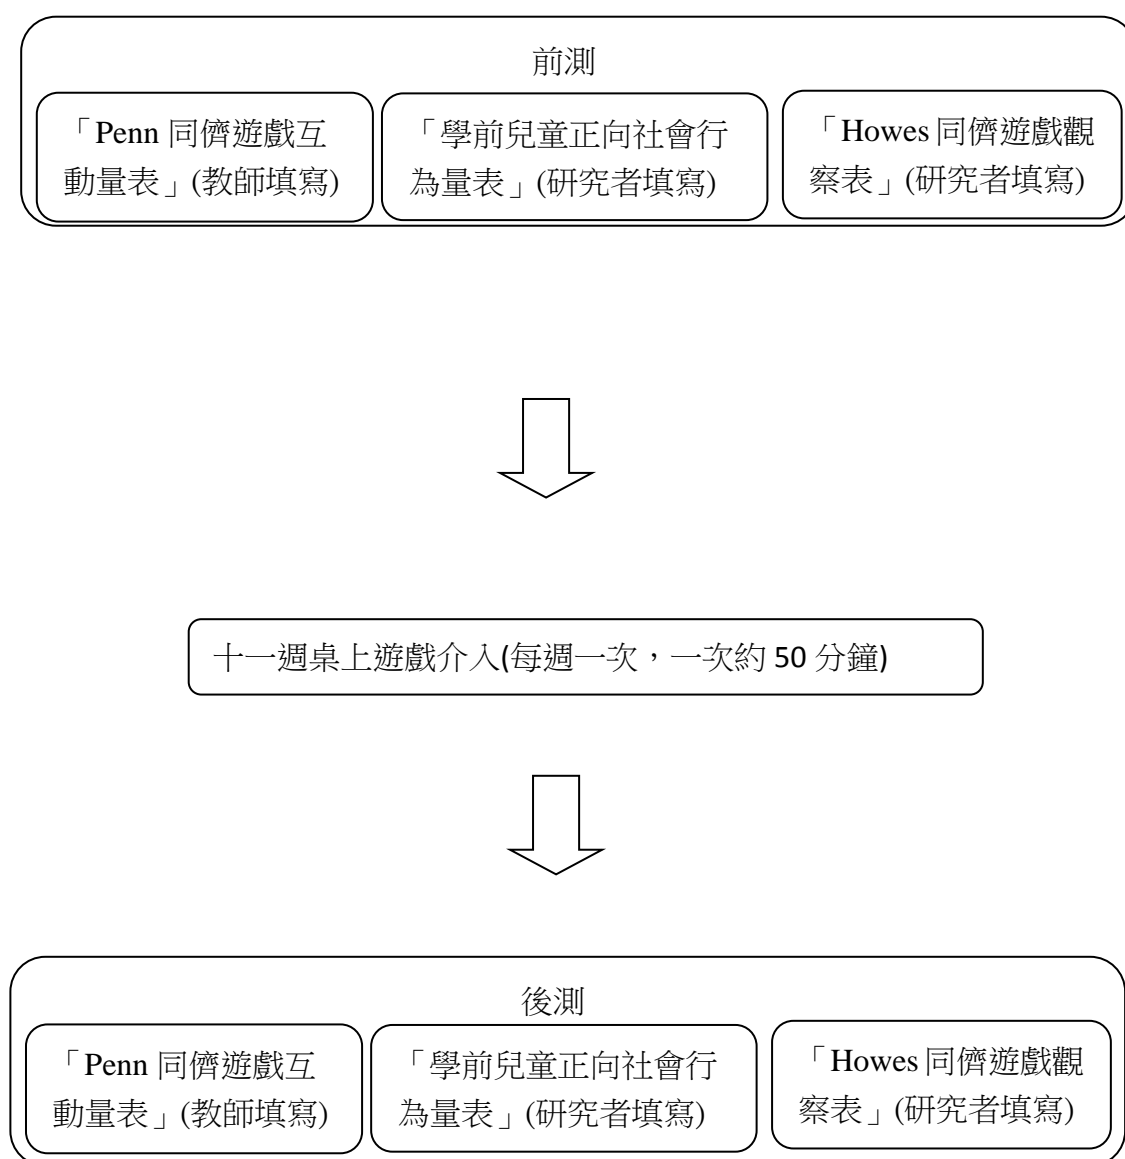 前測
「Penn 同儕遊戲互
動量表」(教師填寫)
「學前兒童正向社會行
為量表」(研究者填寫)
「Howes 同儕遊戲觀
察表」(研究者填寫)
十一週桌上遊戲介入(每週一次，一次約 50 分鐘)
後測
「Penn 同儕遊戲互
動量表」(教師填寫)
「學前兒童正向社會行
為量表」(研究者填寫)
「Howes 同儕遊戲觀
察表」(研究者填寫)